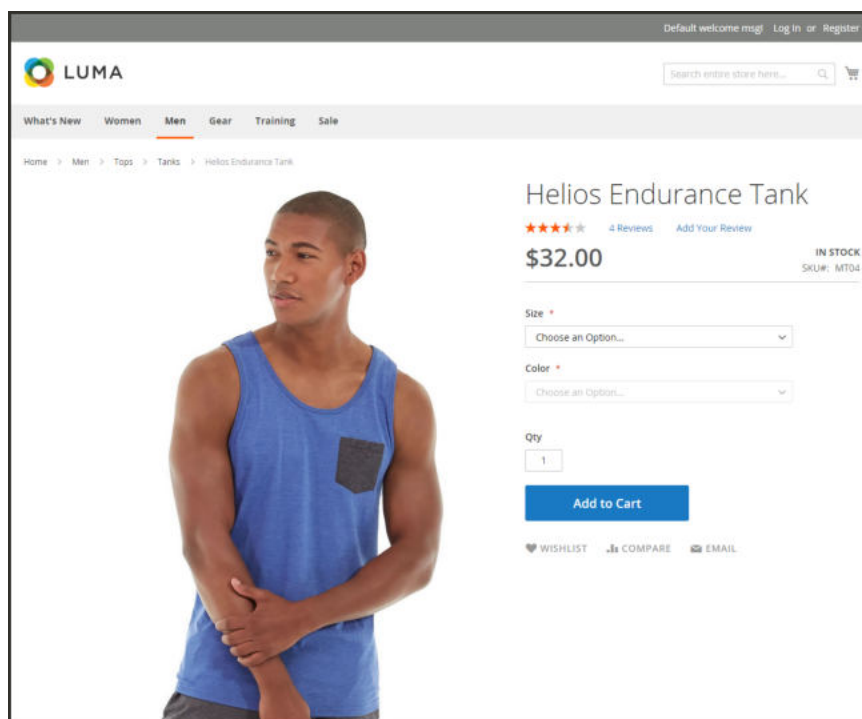 Default welcome msg! Log In or Register
LUMA
Search entire store here...
What's New Women Men Gear Training Sale
Home > Men > Tops > Tanks > Helios Endurance Tank
Helios Endurance Tank
4 Reviews Add Your Review
$32.00
IN STOCK
SKU#: MT04
Size *
Choose an Option...
Color *
Choose an Option...
Qty
1
Add to Cart
WISHLIST COMPARE EMAIL